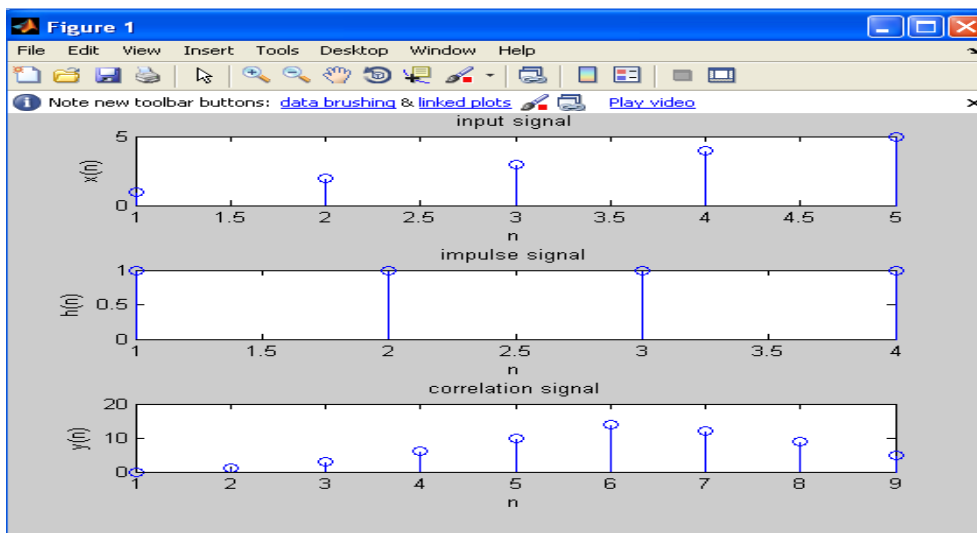 Figure 1
File Edit View Insert Tools Desktop Window Help
Note new toolbar buttons: data brushing & linked plots Play video
input signal
5
x(n)
0
1 1.5 2 2.5 3 3.5 4 4.5 5
n
impulse signal
1
h(n) 0.5
0
1 1.5 2 2.5 3 3.5 4
n
correlation signal
20
y(n) 10
0
1 2 3 4 5 6 7 8 9
n